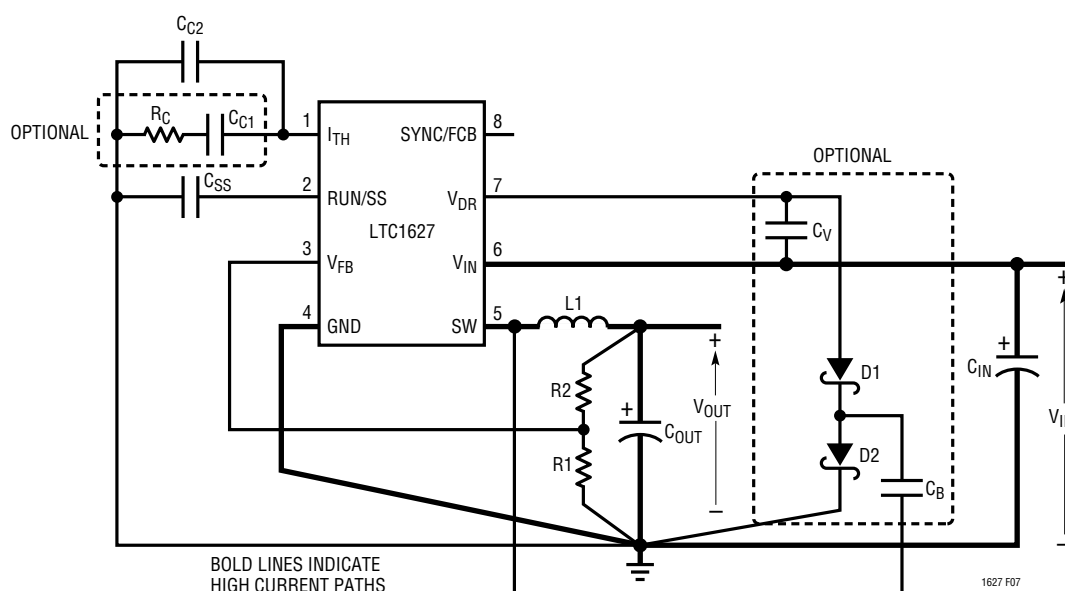 C_C2
OPTIONAL
R_C
C_C1
1
I_TH
SYNC/FCB
8
OPTIONAL
C_SS
2
RUN/SS
V_DR
7
LTC1627
C_V
3
V_FB
V_IN
6
4
GND
SW
5
L1
+
+
D1
+
C_IN
R2
+
V_OUT
C_OUT
V_I
R1
D2
C_B
–
–
BOLD LINES INDICATE
HIGH CURRENT PATHS
1627 F07